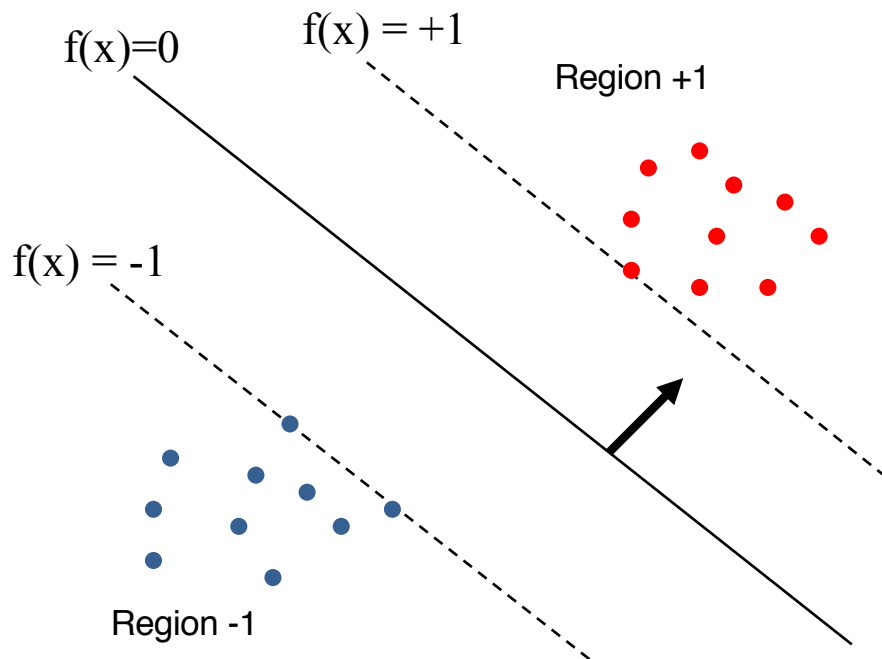 f(x)=0
f(x) = +1
Region +1
f(x) = -1
Region -1